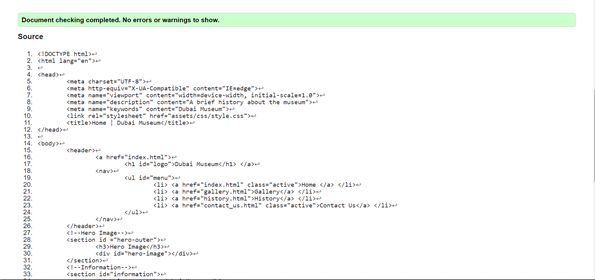 Document checking completed. No errors or warnings to show.
Source
1. <!DOCTYPE html>↩
2. <html lang="en">↩
3. ↩
4. <head>↩
5. <meta charset="UTF-8">↩
6. <meta http-equiv="X-UA-Compatible" content="IE=edge">↩
7. <meta name="viewport" content="width=device-width, initial-scale=1.0">↩
8. <meta name="description" content="A brief history about the museum">↩
9. <meta name="keywords" content="Dubai Museum">↩
10. <link rel="stylesheet" href="assets/css/style.css">↩
11. <title>Home | Dubai Museum</title>↩
12. </head>↩
13. ↩
14. <body>↩
15. <header>↩
16. <a href="index.html">↩
17. <h1 id="logo">Dubai Museum</h1> </a>↩
18. <nav>↩
19. <ul id="menu">↩
20. <li> <a href="index.html" class="active">Home </a> </li>↩
21. <li> <a href="gallery.html">Gallery</a> </li>↩
22. <li> <a href="history.html">History</a> </li>↩
23. <li> <a href="contact_us.html" class="active">Contact Us</a> </li>↩
24. </ul>↩
25. </nav>↩
26. </header>↩
27. <!--Hero Image-->↩
28. <section id ="hero-outer">↩
29. <h3>Hero Image</h3>↩
30. <div id="hero-image"></div>↩
31. </section>↩
32. <!--Information-->↩
33. <section id="information">↩